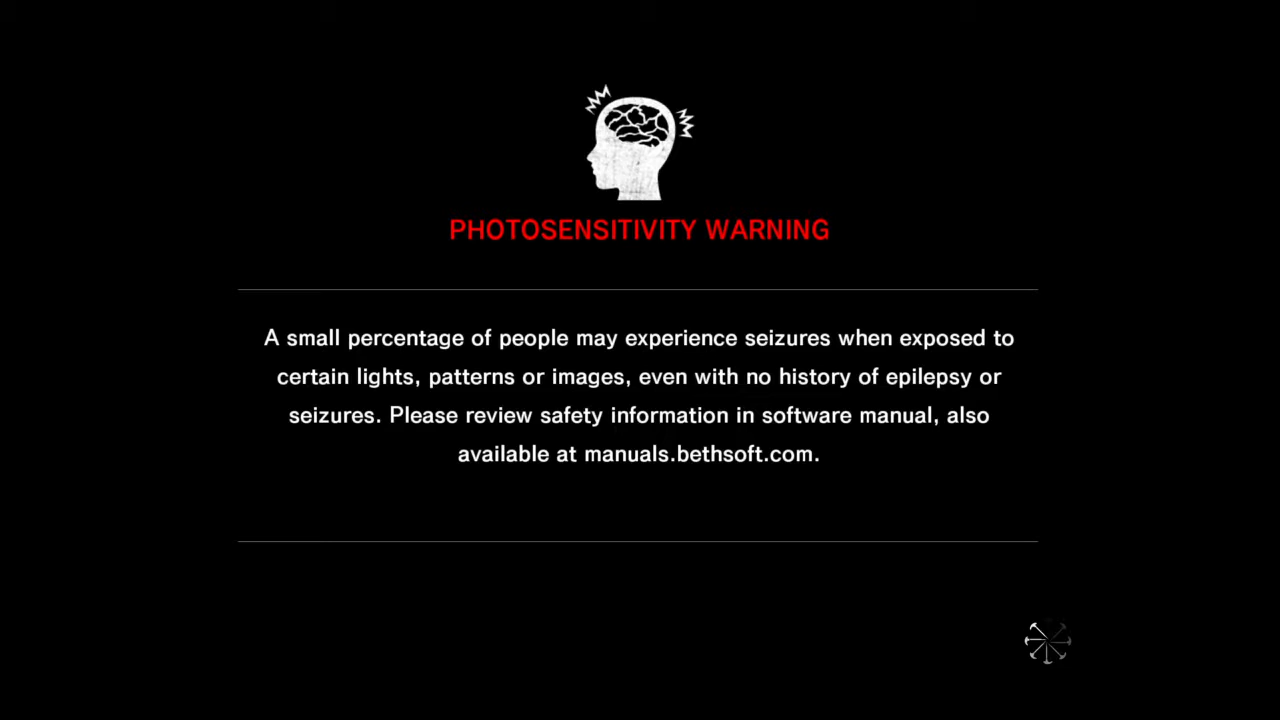 PHOTOSENSITIVITY WARNING
A small percentage of people may experience seizures when exposed to
certain lights, patterns or images, even with no history of epilepsy or
seizures. Please review safety information in software manual, also
available at manuals.bethsoft.com.